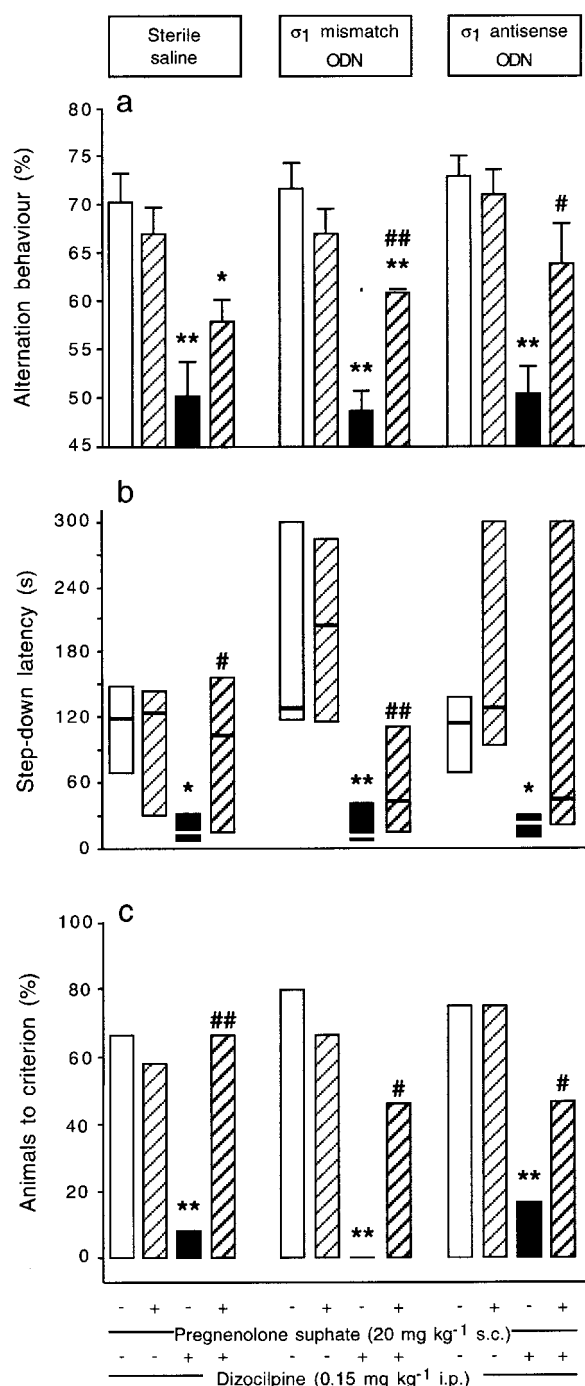 Sterile saline
σ1 mismatch ODN
σ1 antisense ODN
a
Alternation behaviour (%)
80
75
70
65
60
55
50
45
**
*
**
##
**
**
#
b
Step-down latency (s)
300
240
180
120
60
0
*
#
**
##
*
c
Animals to criterion (%)
100
80
60
40
20
0
**
##
**
#
**
#
- + - + - + - + - + - +
Pregnenolone suphate (20 mg kg-1 s.c.)
- - + + - - + + - - + +
Dizocilpine (0.15 mg kg-1 i.p.)